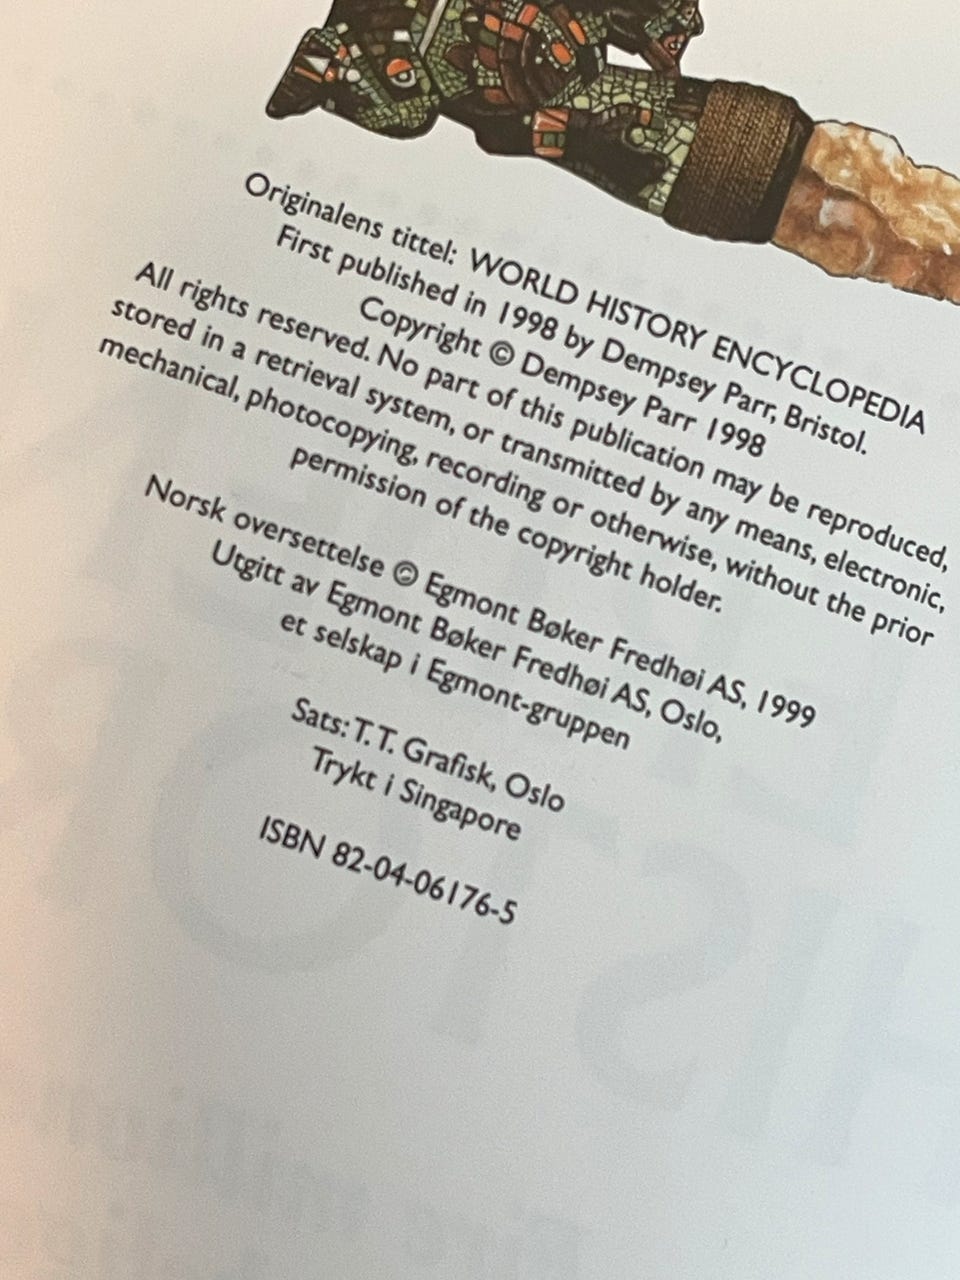 Originalens tittel: WORLD HISTORY ENCYCLOPEDIA
First published in 1998 by Dempsey Parr, Bristol.
Copyright © Dempsey Parr 1998
All rights reserved. No part of this publication may be reproduced,
stored in a retrieval system, or transmitted by any means, electronic,
mechanical, photocopying, recording or otherwise, without the prior
permission of the copyright holder.
Norsk oversettelse © Egmont Bøker Fredhøi AS, 1999
Utgitt av Egmont Bøker Fredhøi AS, Oslo,
et selskap i Egmont-gruppen
Sats: T.T. Grafisk, Oslo
Trykt i Singapore
ISBN 82-04-06176-5